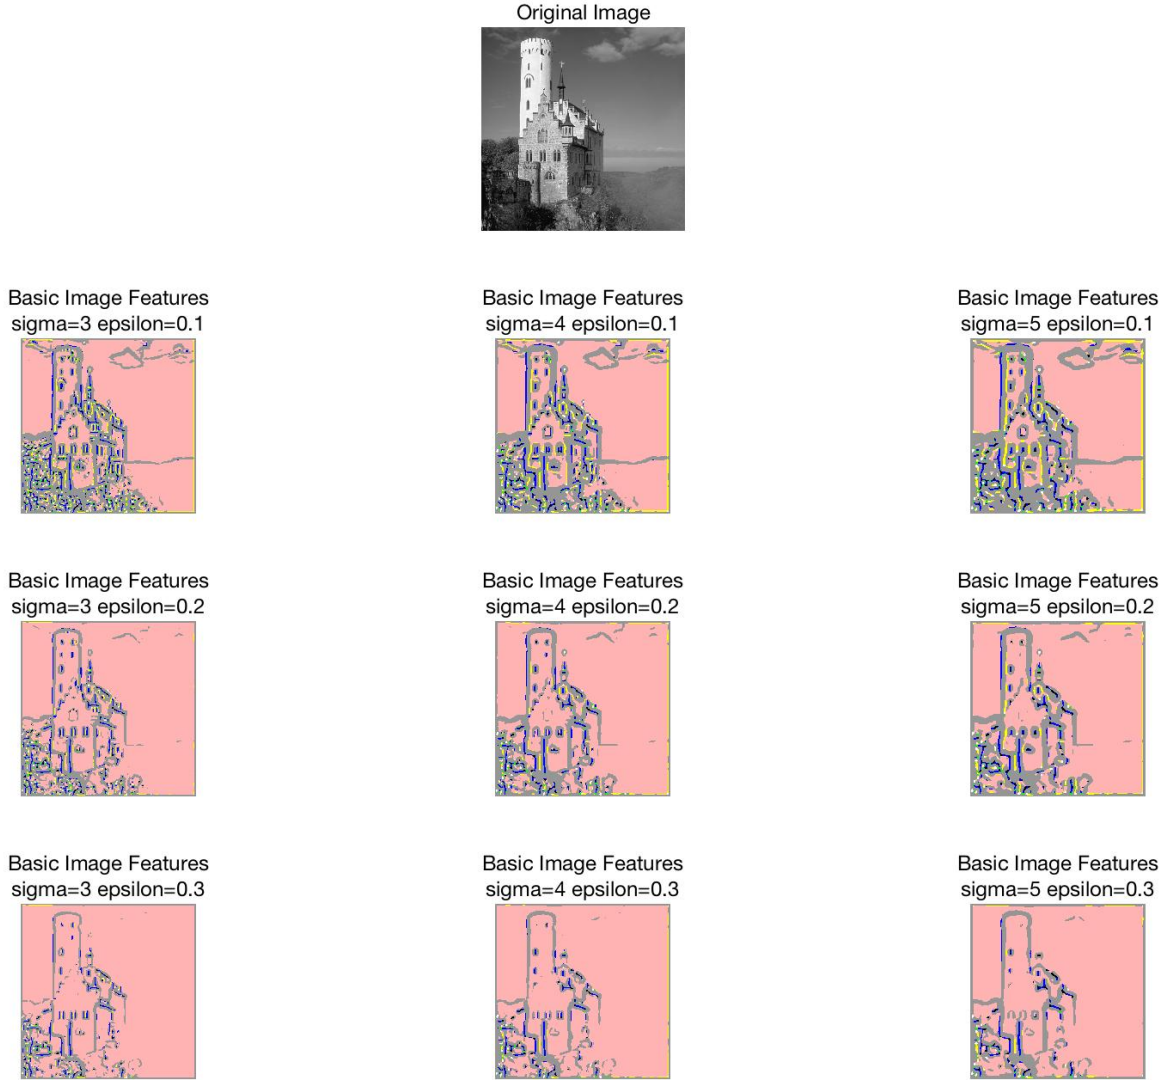 Original Image
Basic Image Features
sigma=3 epsilon=0.1
Basic Image Features
sigma=4 epsilon=0.1
Basic Image Features
sigma=5 epsilon=0.1
Basic Image Features
sigma=3 epsilon=0.2
Basic Image Features
sigma=4 epsilon=0.2
Basic Image Features
sigma=5 epsilon=0.2
Basic Image Features
sigma=3 epsilon=0.3
Basic Image Features
sigma=4 epsilon=0.3
Basic Image Features
sigma=5 epsilon=0.3